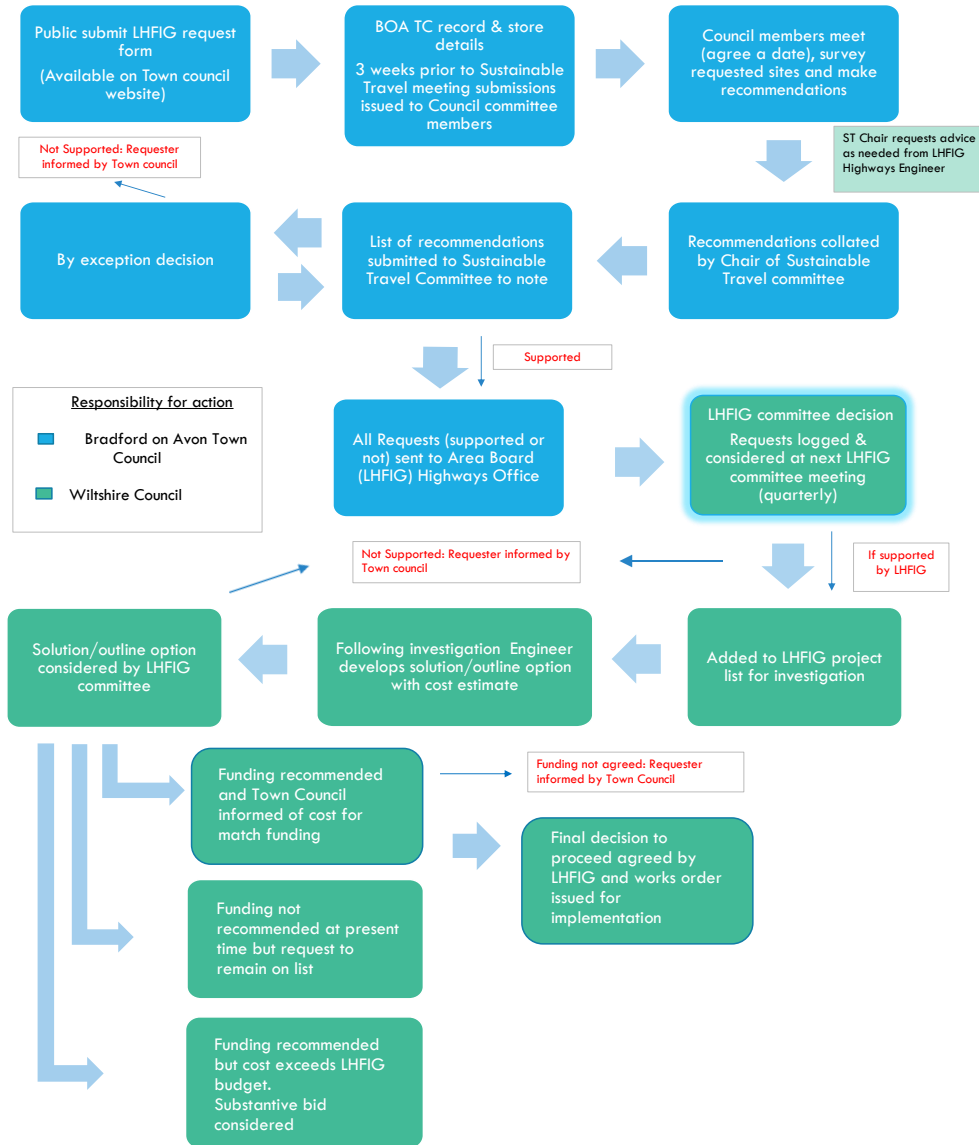 Public submit LHFIG request
form
(Available on Town council
website)
BOA TC record & store
details
3 weeks prior to Sustainable
Travel meeting submissions
issued to Council committee
members
Council members meet
(agree a date), survey
requested sites and make
recommendations
Not Supported: Requester
informed by Town council
ST Chair requests advice
as needed from LHFIG
Highways Engineer
By exception decision
List of recommendations
submitted to Sustainable
Travel Committee to note
Recommendations collated
by Chair of Sustainable
Travel committee
Supported
Responsibility for action
Bradford on Avon Town
Council
Wiltshire Council
All Requests (supported or
not) sent to Area Board
(LHFIG) Highways Office
LHFIG committee decision
Requests logged &
considered at next LHFIG
committee meeting
(quarterly)
Not Supported: Requester informed by
Town council
If supported
by LHFIG
Solution/outline option
considered by LHFIG
committee
Following investigation Engineer
develops solution/outline option
with cost estimate
Added to LHFIG project
list for investigation
Funding recommended
and Town Council
informed of cost for
match funding
Funding not agreed: Requester
informed by Town Council
Final decision to
proceed agreed by
LHFIG and works order
issued for
implementation
Funding not
recommended at present
time but request to
remain on list
Funding recommended
but cost exceeds LHFIG
budget.
Substantive bid
considered